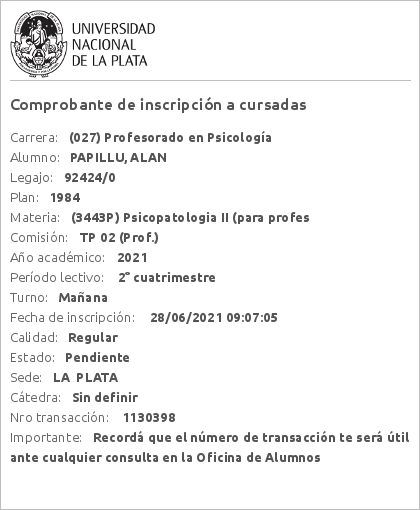 UNIVERSIDAD
NACIONAL
DE LA PLATA
Comprobante de inscripción a cursadas
Carrera: (027) Profesorado en Psicología
Alumno: PAPILLU, ALAN
Legajo: 92424/0
Plan: 1984
Materia: (3443P) Psicopatologia II (para profes
Comisión: TP 02 (Prof.)
Año académico: 2021
Período lectivo: 2° cuatrimestre
Turno: Mañana
Fecha de inscripción: 28/06/2021 09:07:05
Calidad: Regular
Estado: Pendiente
Sede: LA PLATA
Cátedra: Sin definir
Nro transacción: 1130398
Importante: Recordá que el número de transacción te será útil
ante cualquier consulta en la Oficina de Alumnos